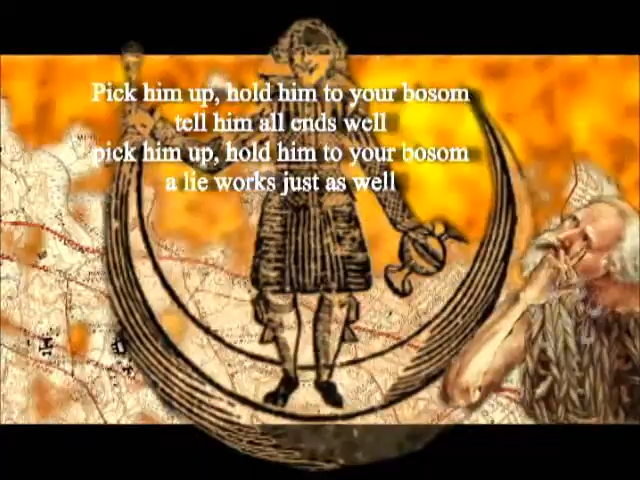 Pick him up, hold him to your bosom
tell him all ends well
pick him up, hold him to your bosom
a lie works just as well